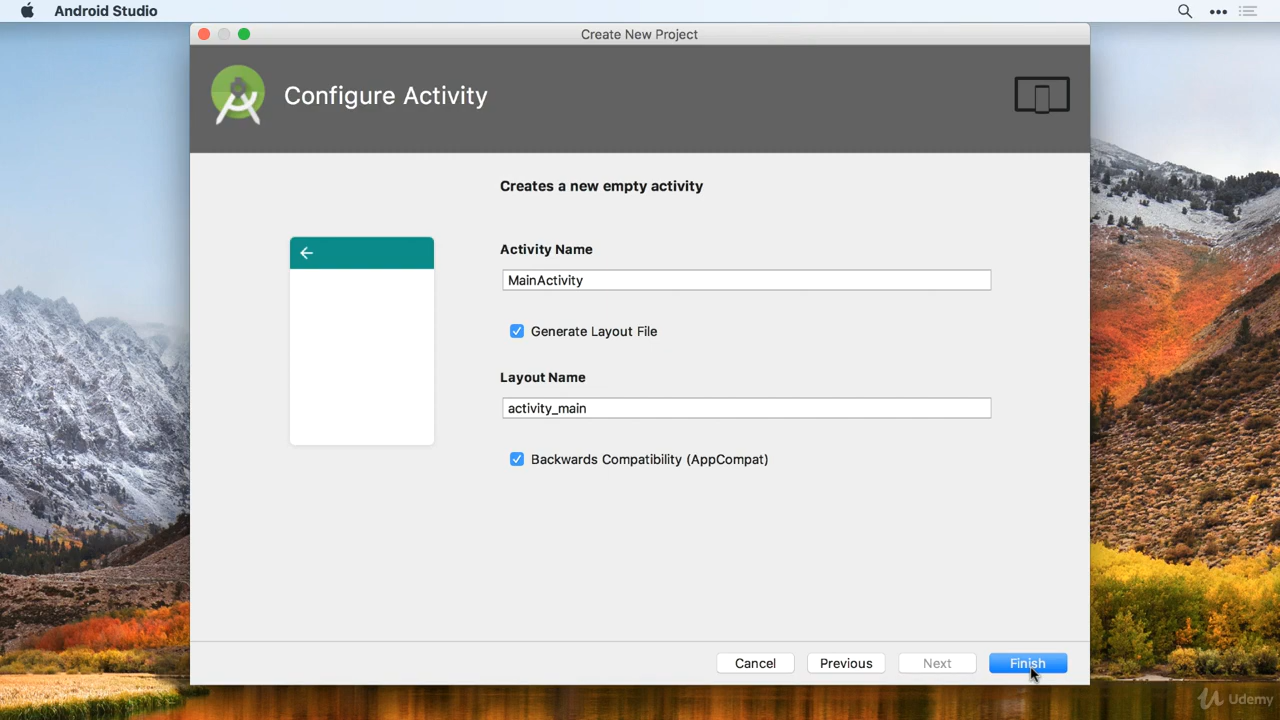 Android Studio
Create New Project
Configure Activity
Creates a new empty activity
Activity Name
MainActivity
Generate Layout File
Layout Name
activity_main
Backwards Compatibility (AppCompat)
Cancel Previous Next Finish
Udemy